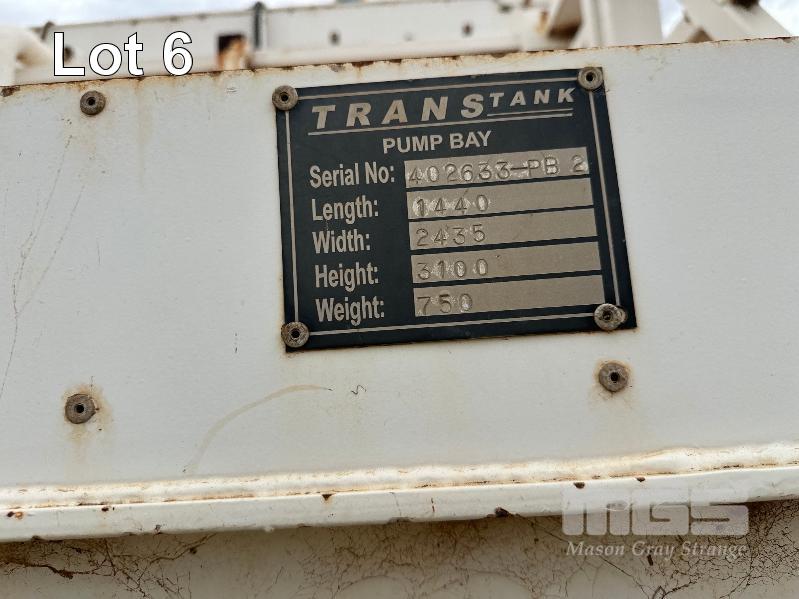 Lot 6
TRANSTANK
PUMP BAY
Serial No: 402633-PB 2
Length: 1440
Width: 2435
Height: 3100
Weight: 750
MGS
Mason Gray Strange